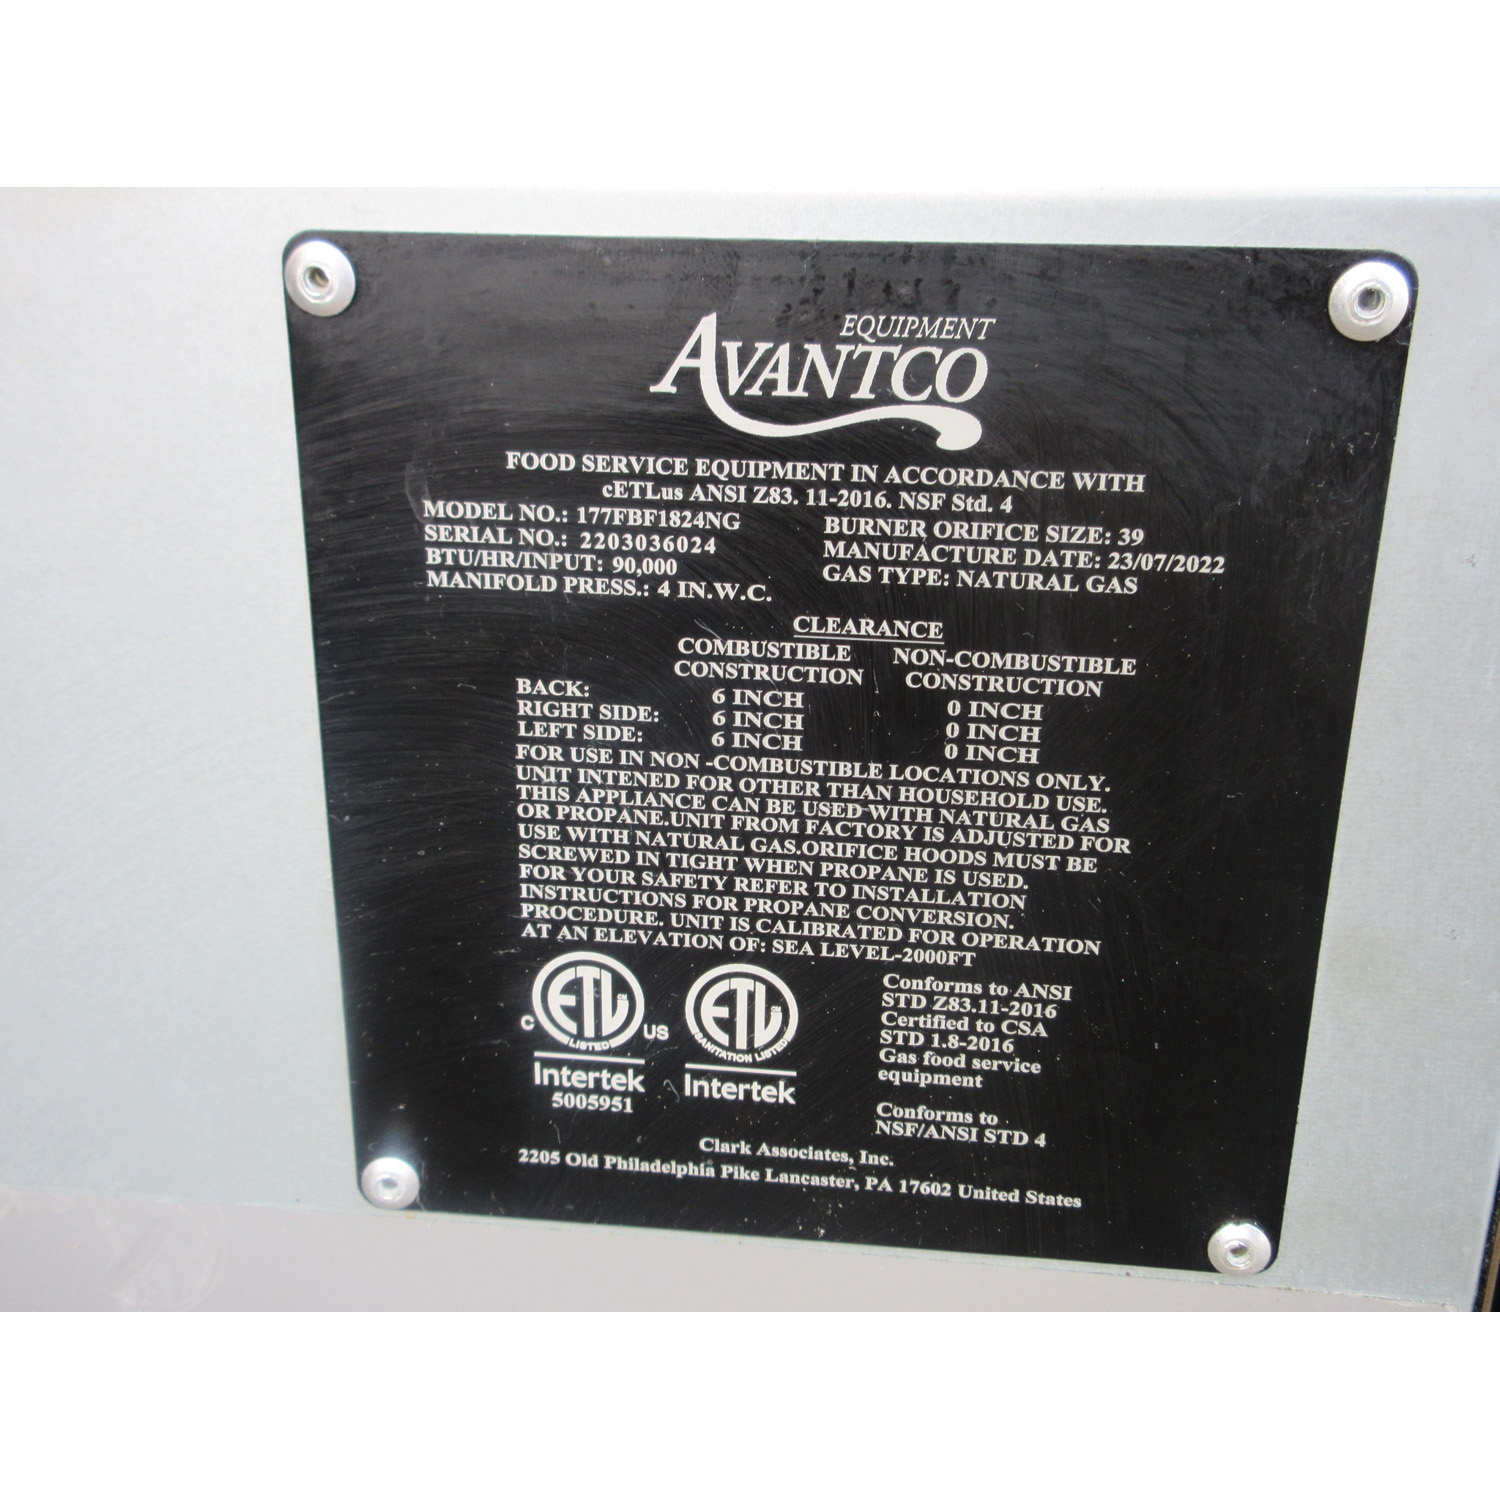 EQUIPMENT
AVANTCO
FOOD SERVICE EQUIPMENT IN ACCORDANCE WITH
cETLus ANSI Z83. 11-2016. NSF Std. 4
MODEL NO.: 177FBF1824NG
SERIAL NO.: 2203036024
BTU/HR/INPUT: 90,000
MANIFOLD PRESS.: 4 IN.W.C.
BURNER ORIFICE SIZE: 39
MANUFACTURE DATE: 23/07/2022
GAS TYPE: NATURAL GAS
CLEARANCE
COMBUSTIBLE CONSTRUCTION
NON-COMBUSTIBLE CONSTRUCTION
BACK: 6 INCH 0 INCH
RIGHT SIDE: 6 INCH 0 INCH
LEFT SIDE: 6 INCH 0 INCH
FOR USE IN NON -COMBUSTIBLE LOCATIONS ONLY.
UNIT INTENED FOR OTHER THAN HOUSEHOLD USE.
THIS APPLIANCE CAN BE USED WITH NATURAL GAS
OR PROPANE.UNIT FROM FACTORY IS ADJUSTED FOR
USE WITH NATURAL GAS.ORIFICE HOODS MUST BE
SCREWED IN TIGHT WHEN PROPANE IS USED.
FOR YOUR SAFETY REFER TO INSTALLATION
INSTRUCTIONS FOR PROPANE CONVERSION.
PROCEDURE. UNIT IS CALIBRATED FOR OPERATION
AT AN ELEVATION OF: SEA LEVEL-2000FT
C ETL US
LISTED
Intertek
5005951
ETL
SANITATION LISTED
Intertek
Conforms to ANSI
STD Z83.11-2016
Certified to CSA
STD 1.8-2016
Gas food service
equipment
Conforms to
NSF/ANSI STD 4
Clark Associates, Inc.
2205 Old Philadelphia Pike Lancaster, PA 17602 United States